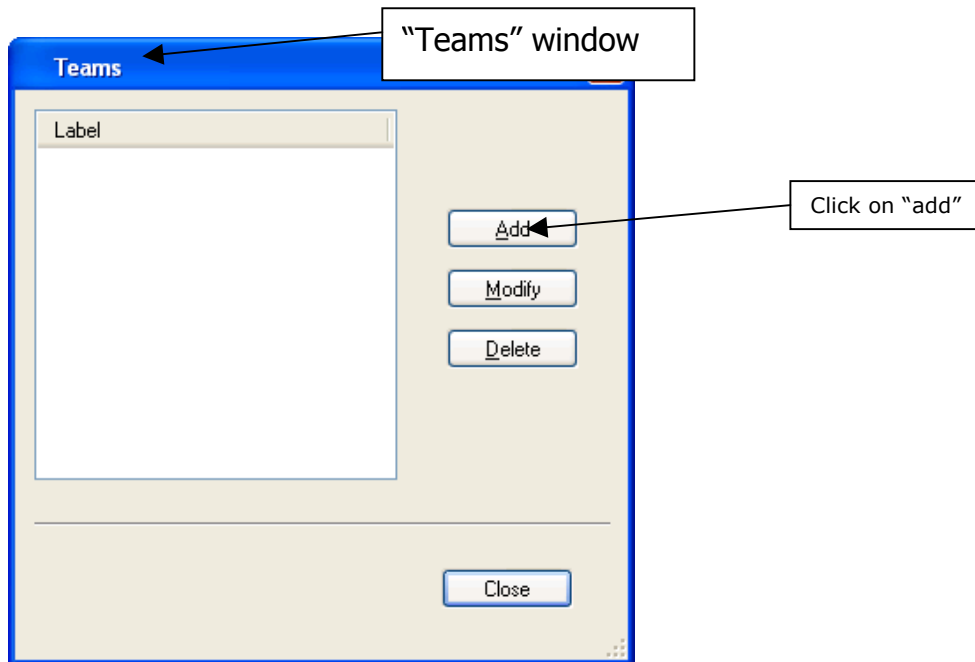 “Teams” window
Teams
Label
Click on “add”
Add
Modify
Delete
Close